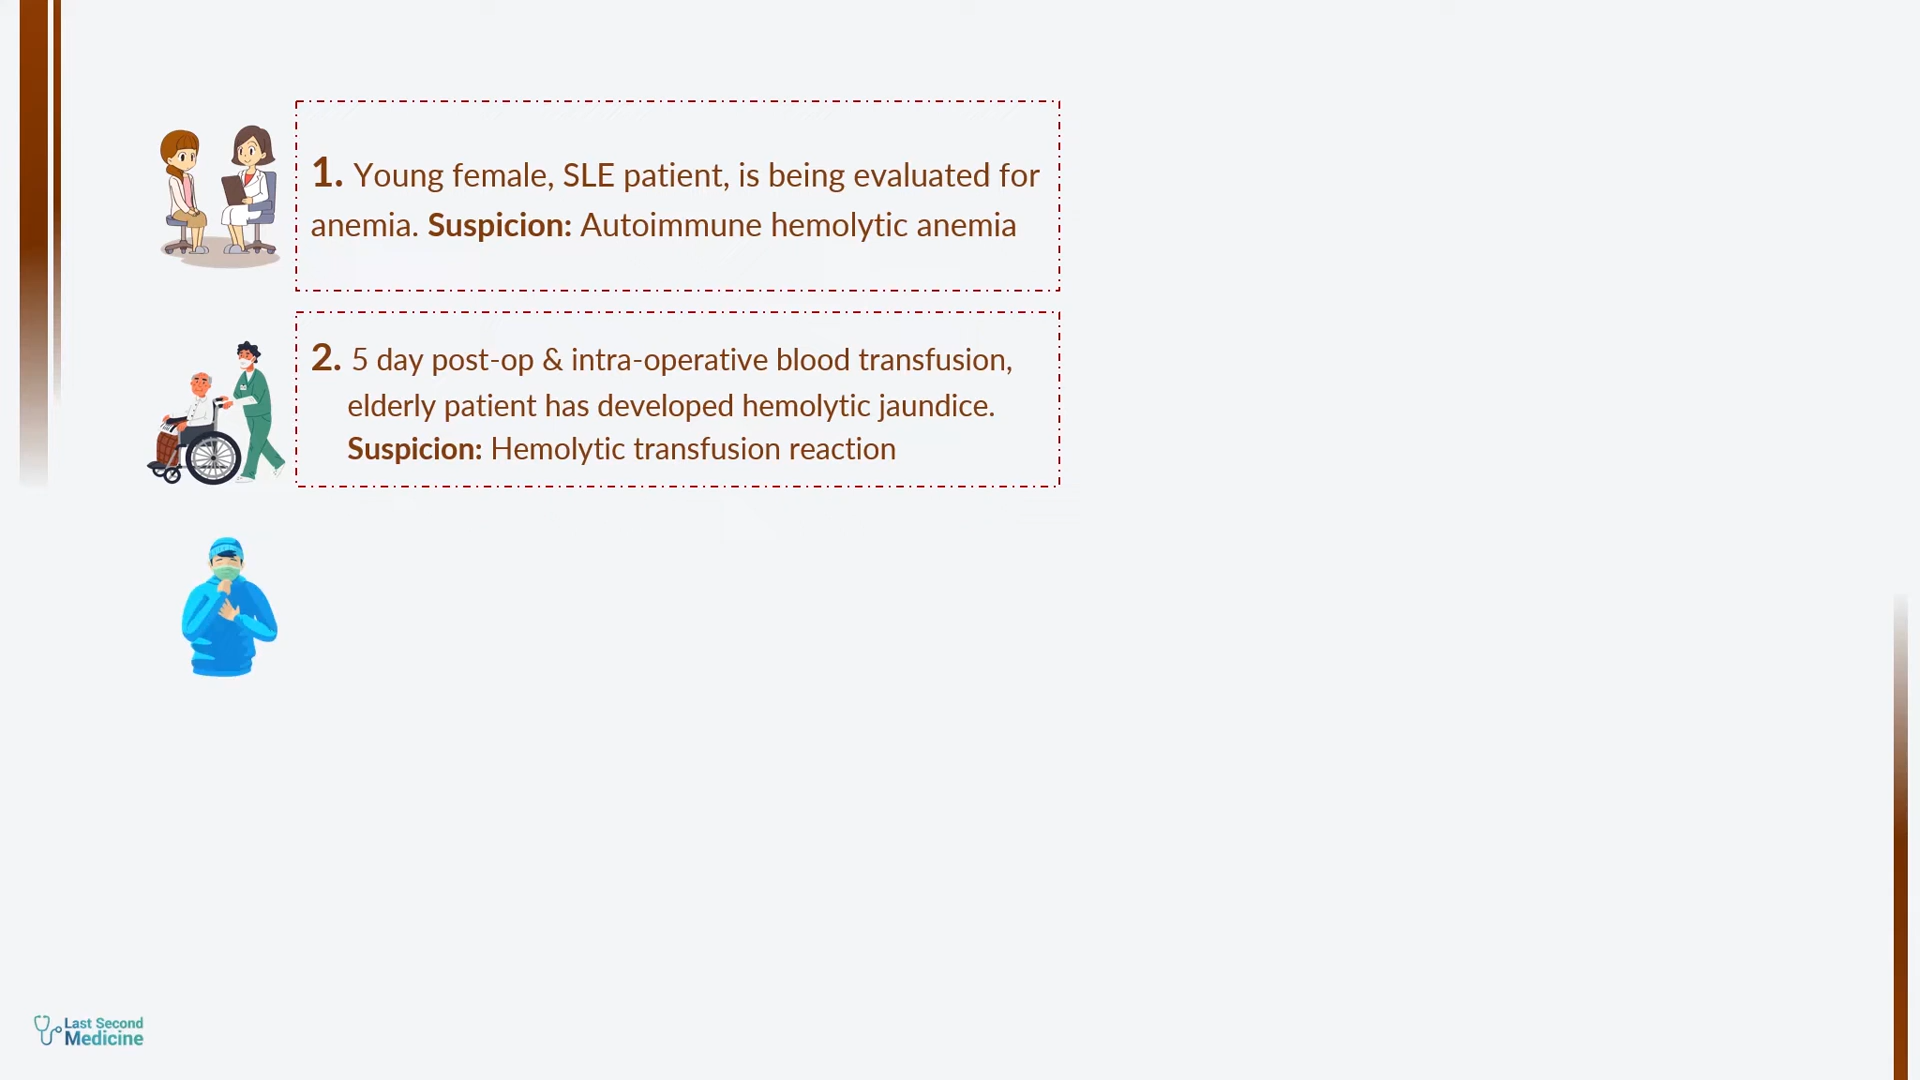 1. Young female, SLE patient, is being evaluated for
anemia. Suspicion: Autoimmune hemolytic anemia
2. 5 day post-op & intra-operative blood transfusion,
elderly patient has developed hemolytic jaundice.
Suspicion: Hemolytic transfusion reaction
Last Second
Medicine